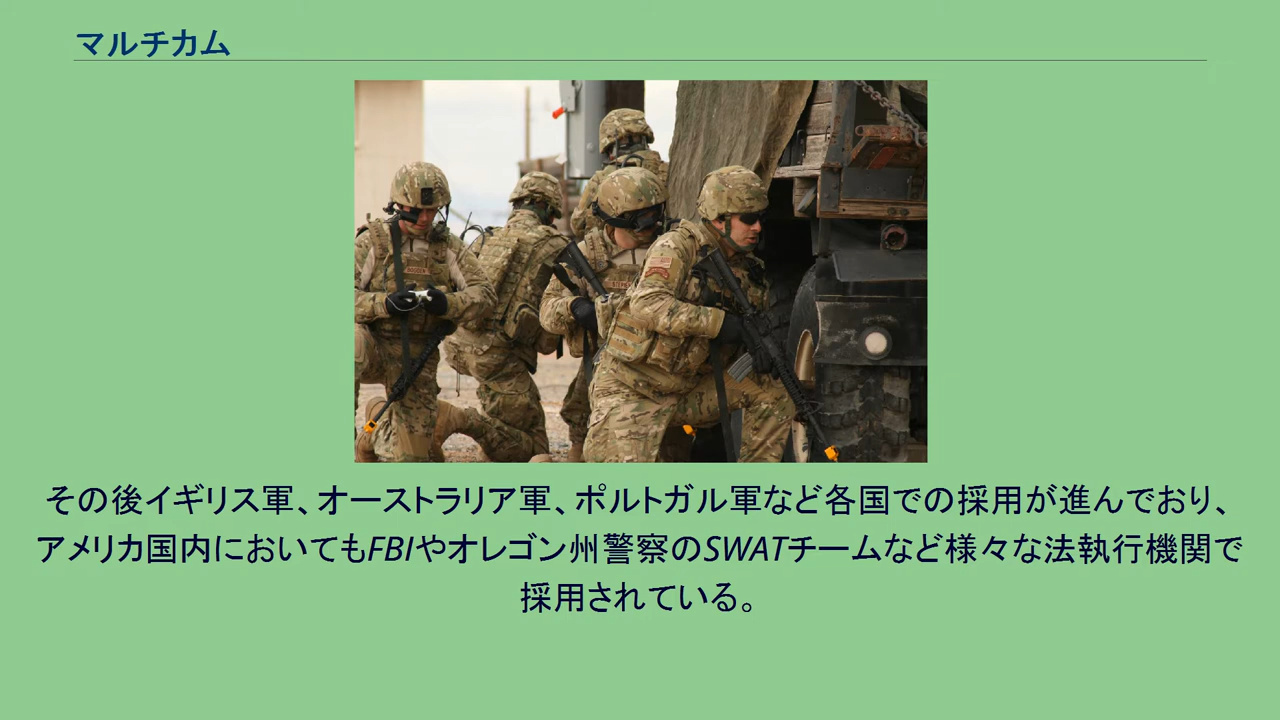 マルチカム
その後イギリス軍、オーストラリア軍、ポルトガル軍など各国での採用が進んでおり、
アメリカ国内においてもFBIやオレゴン州警察のSWATチームなど様々な法執行機関で
採用されている。